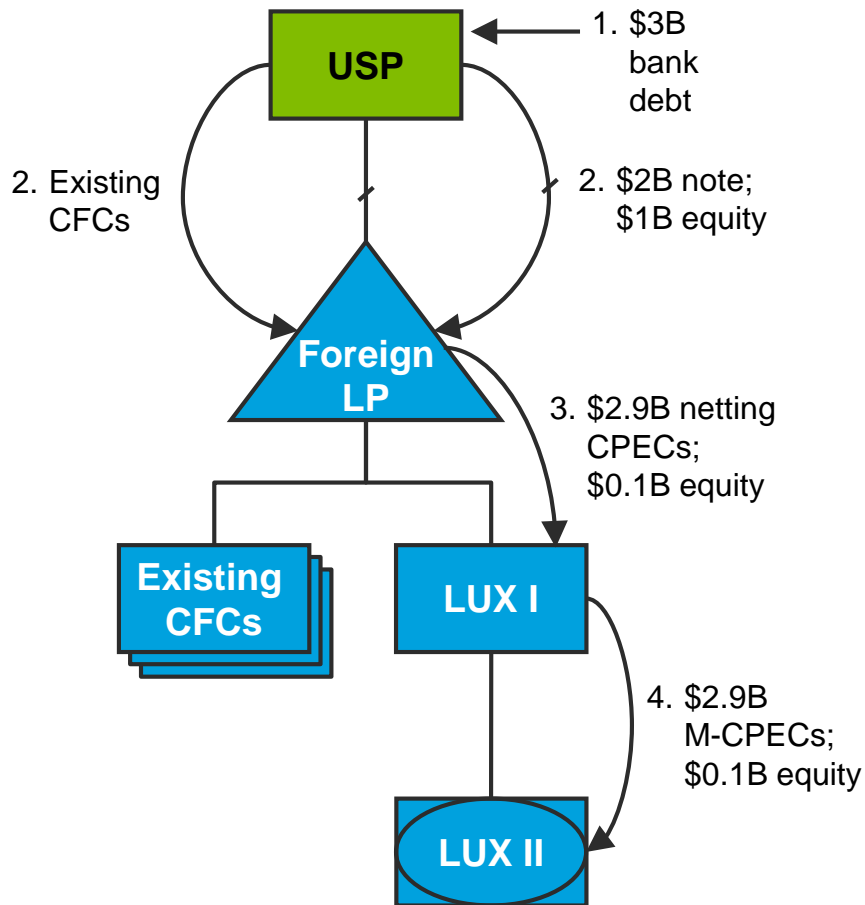 USP
1. $3B
bank
debt
2. Existing
CFCs
2. $2B note;
$1B equity
Foreign
LP
3. $2.9B netting
CPECs;
$0.1B equity
Existing
CFCs
LUX I
4. $2.9B
M-CPECs;
$0.1B equity
LUX II